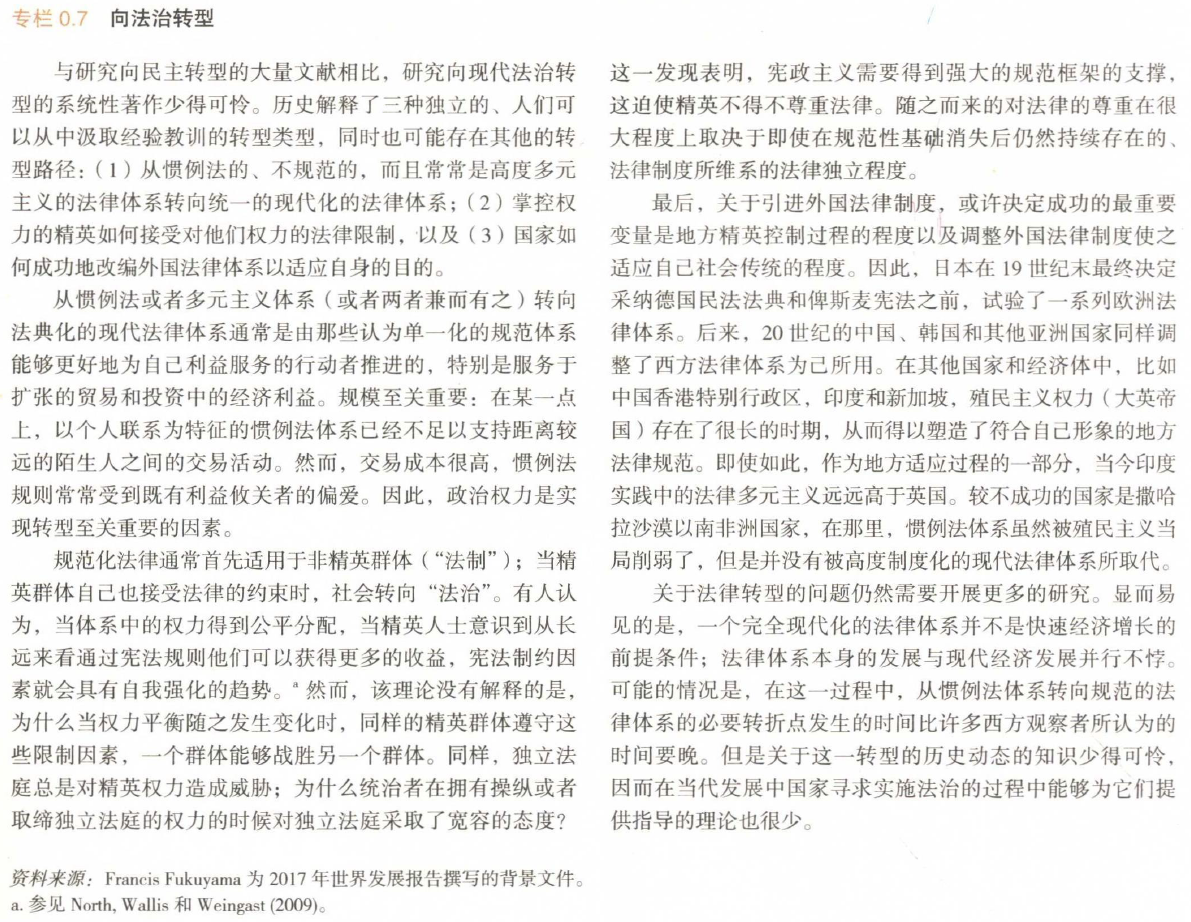 专栏 0.7 向法治转型
与研究向民主转型的大量文献相比，研究向现代法治转
型的系统性著作少得可怜。历史解释了三种独立的、人们可
以从中汲取经验教训的转型类型，同时也可能存在其他的转
型路径：（1）从惯例法的、不规范的，而且常常是高度多元
主义的法律体系转向统一的现代化的法律体系；（2）掌控权
力的精英如何接受对他们权力的法律限制，以及（3）国家如
何成功地改编外国法律体系以适应自身的目的。
从惯例法或者多元主义体系（或者两者兼而有之）转向
法典化的现代法律体系通常是由那些认为单一化的规范体系
能够更好地为自己利益服务的行动者推进的，特别是服务于
扩张的贸易和投资中的经济利益。规模至关重要：在某一点
上，以个人联系为特征的惯例法体系已经不足以支持距离较
远的陌生人之间的交易活动。然而，交易成本很高，惯例法
规则常常受到既有利益攸关者的偏爱。因此，政治权力是实
现转型至关重要的因素。
规范化法律通常首先适用于非精英群体（“法制”）；当精
英群体自己也接受法律的约束时，社会转向“法治”。有人认
为，当体系中的权力得到公平分配，当精英人士意识到从长
远来看通过宪法规则他们可以获得更多的收益，宪法制约因
素就会具有自我强化的趋势。ª 然而，该理论没有解释的是，
为什么当权力平衡随之发生变化时，同样的精英群体遵守这
些限制因素，一个群体能够战胜另一个群体。同样，独立法
庭总是对精英权力造成威胁；为什么统治者在拥有操纵或者
取缔独立法庭的权力的时候对独立法庭采取了宽容的态度？
这一发现表明，宪政主义需要得到强大的规范框架的支撑，
这迫使精英不得不尊重法律。随之而来的对法律的尊重在很
大程度上取决于即使在规范性基础消失后仍然持续存在的、
法律制度所维系的法律独立程度。
最后，关于引进外国法律制度，或许决定成功的最重要
变量是地方精英控制过程的程度以及调整外国法律制度使之
适应自己社会传统的程度。因此，日本在 19 世纪末最终决定
采纳德国民法法典和俾斯麦宪法之前，试验了一系列欧洲法
律体系。后来，20 世纪的中国、韩国和其他亚洲国家同样调
整了西方法律体系为己所用。在其他国家和经济体中，比如
中国香港特别行政区，印度和新加坡，殖民主义权力（大英帝
国）存在了很长的时期，从而得以塑造了符合自己形象的地方
法律规范。即使如此，作为地方适应过程的一部分，当今印度
实践中的法律多元主义远远高于英国。较不成功的国家是撒哈
拉沙漠以南非洲国家，在那里，惯例法体系虽然被殖民主义当
局削弱了，但是并没有被高度制度化的现代法律体系所取代。
关于法律转型的问题仍然需要开展更多的研究。显而易
见的是，一个完全现代化的法律体系并不是快速经济增长的
前提条件；法律体系本身的发展与现代经济发展并行不悖。
可能的情况是，在这一过程中，从惯例法体系转向规范的法
律体系的必要转折点发生的时间比许多西方观察者所认为的
时间要晚。但是关于这一转型的历史动态的知识少得可怜，
因而在当代发展中国家寻求实施法治的过程中能够为它们提
供指导的理论也很少。
资料来源：Francis Fukuyama 为 2017 年世界发展报告撰写的背景文件。
a. 参见 North, Wallis 和 Weingast (2009)。